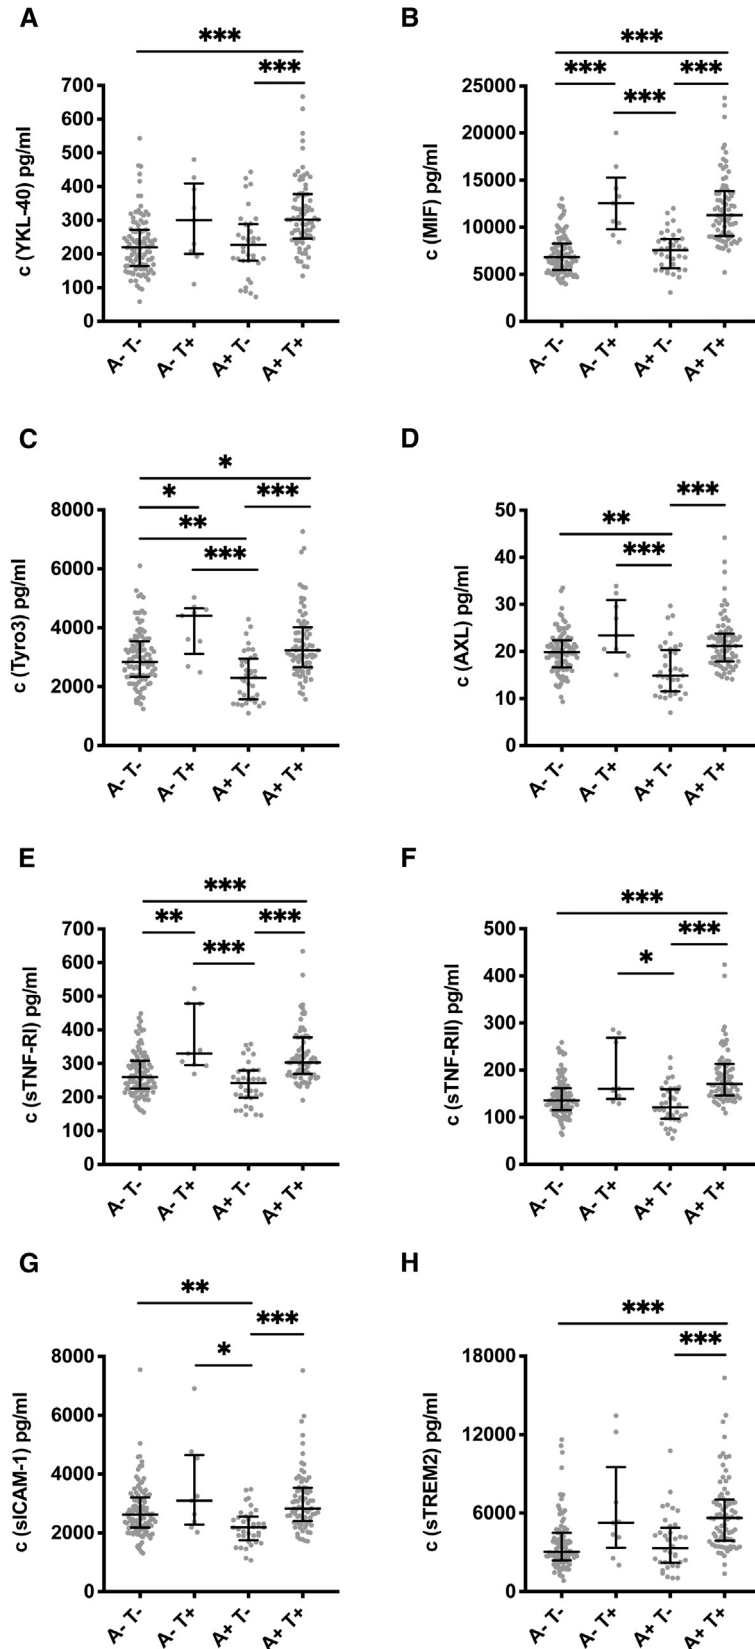 A
***
***
c (YKL-40) pg/ml
700
600
500
400
300
200
100
0
A- T-
A- T+
A+ T-
A+ T+
B
***
***
***
***
c (MIF) pg/ml
25000
20000
15000
10000
5000
0
A- T-
A- T+
A+ T-
A+ T+
C
*
*
***
**
***
c (Tyro3) pg/ml
8000
6000
4000
2000
0
A- T-
A- T+
A+ T-
A+ T+
D
***
**
***
c (AXL) pg/ml
50
40
30
20
10
0
A- T-
A- T+
A+ T-
A+ T+
E
***
**
***
***
c (sTNF-RI) pg/ml
700
600
500
400
300
200
100
0
A- T-
A- T+
A+ T-
A+ T+
F
***
***
*
c (sTNF-RII) pg/ml
500
400
300
200
100
0
A- T-
A- T+
A+ T-
A+ T+
G
**
***
*
c (sICAM-1) pg/ml
8000
6000
4000
2000
0
A- T-
A- T+
A+ T-
A+ T+
H
***
***
c (sTREM2) pg/ml
18000
12000
6000
0
A- T-
A- T+
A+ T-
A+ T+